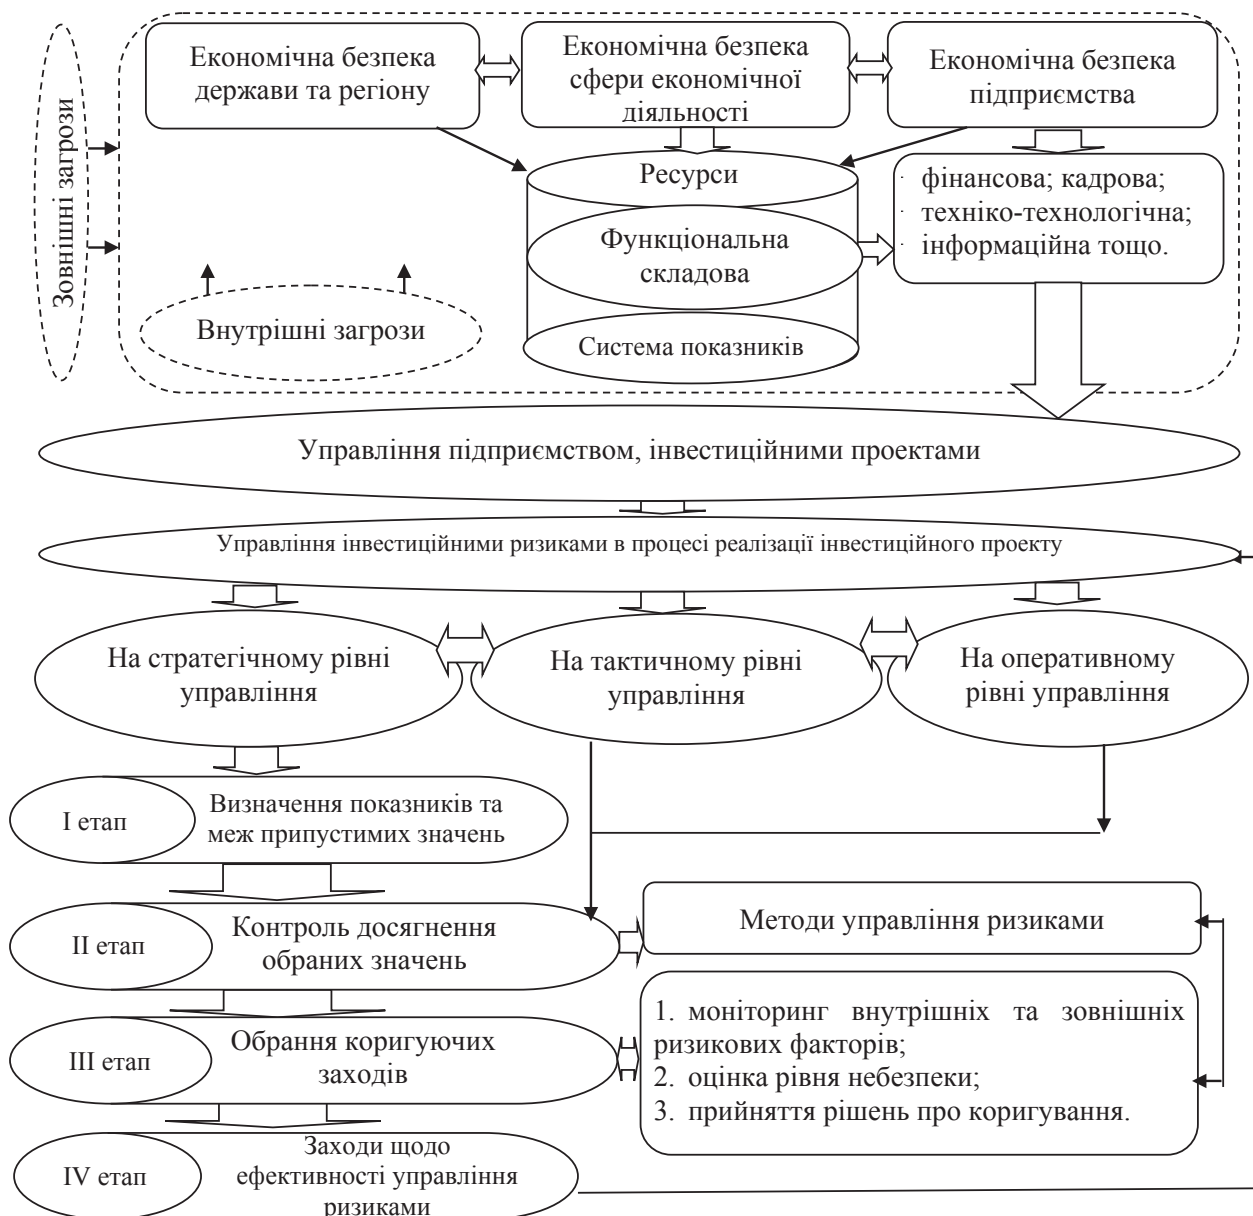 Економічна безпека
держави та регіону
Економічна безпека
сфери економічної
діяльності
Економічна безпека
підприємства
Зовнішні загрози
Ресурси
Функціональна
складова
Система показників
фінансова; кадрова;
техніко-технологічна;
інформаційна тощо.
Внутрішні загрози
Управління підприємством, інвестиційними проектами
Управління інвестиційними ризиками в процесі реалізації інвестиційного проекту
На стратегічному рівні
управління
На тактичному рівні
управління
На оперативному
рівні управління
І етап
Визначення показників та
меж припустимих значень
ІІ етап
Контроль досягнення
обраних значень
Методи управління ризиками
ІІІ етап
Обрання коригуючих
заходів
1. моніторинг внутрішніх та зовнішніх
ризикових факторів;
2. оцінка рівня небезпеки;
3. прийняття рішень про коригування.
IV етап
Заходи щодо
ефективності управління
ризиками